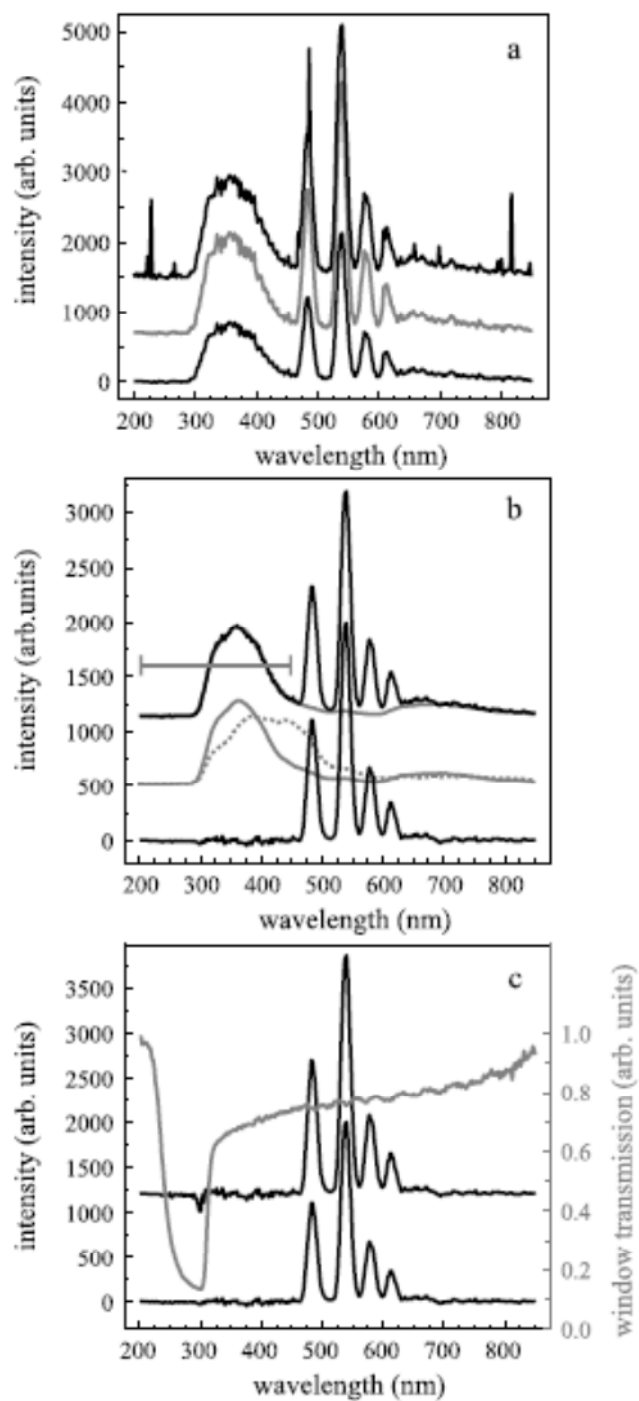 a
intensity (arb. units)
5000
4000
3000
2000
1000
0
200 300 400 500 600 700 800
wavelength (nm)
b
intensity (arb.units)
3000
2500
2000
1500
1000
500
0
200 300 400 500 600 700 800
wavelength (nm)
c
intensity (arb. units)
3500
3000
2500
2000
1500
1000
500
0
window transmission (arb. units)
1.0
0.8
0.6
0.4
0.2
0.0
200 300 400 500 600 700 800
wavelength (nm)